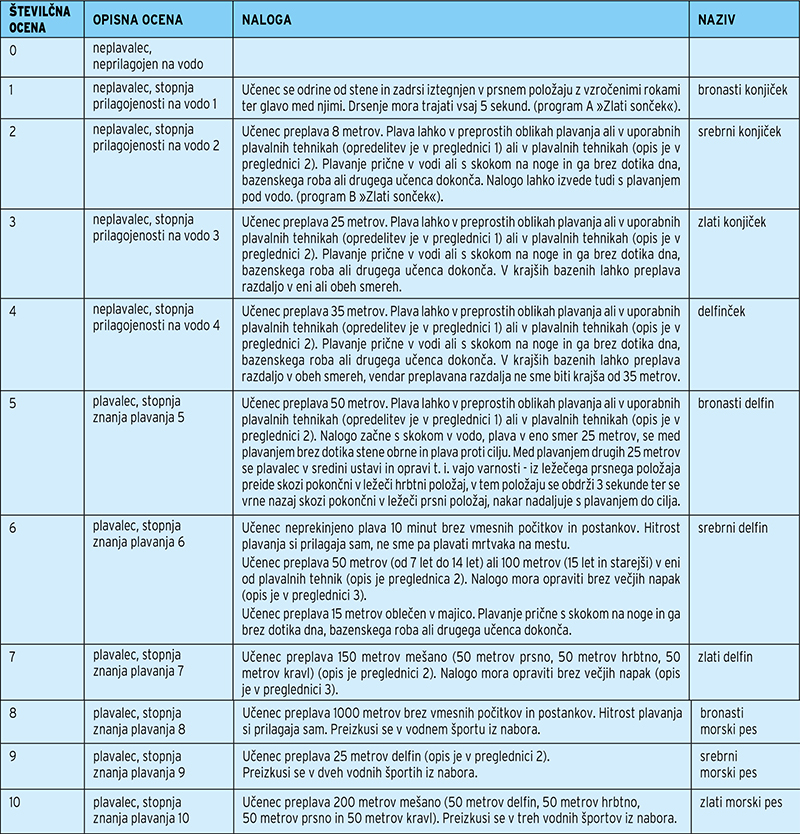 ŠTEVILČNA
OCENA
OPISNA OCENA
NALOGA
NAZIV
0
neplavalec,
neprilagojen na vodo
1
neplavalec, stopnja
prilagojenosti na vodo 1
Učenec se odrine od stene in zadrsi iztegnjen v prsnem položaju z vzročenimi rokami
ter glavo med njimi. Drsenje mora trajati vsaj 5 sekund. (program A »Zlati sonček«).
bronasti konjiček
2
neplavalec, stopnja
prilagojenosti na vodo 2
Učenec preplava 8 metrov. Plava lahko v preprostih oblikah plavanja ali v uporabnih
plavalnih tehnikah (opredelitev je v preglednici 1) ali v plavalnih tehnikah (opis je v
preglednici 2). Plavanje prične v vodi ali s skokom na noge in ga brez dotika dna,
bazenskega roba ali drugega učenca dokonča. Nalogo lahko izvede tudi s plavanjem
pod vodo. (program B »Zlati sonček«).
srebrni konjiček
3
neplavalec, stopnja
prilagojenosti na vodo 3
Učenec preplava 25 metrov. Plava lahko v preprostih oblikah plavanja ali v uporabnih
plavalnih tehnikah (opredelitev je v preglednici 1) ali v plavalnih tehnikah (opis je v
preglednici 2). Plavanje prične v vodi ali s skokom na noge in ga brez dotika dna,
bazenskega roba ali drugega učenca dokonča. V krajših bazenih lahko preplava
razdaljo v eni ali obeh smereh.
zlati konjiček
4
neplavalec, stopnja
prilagojenosti na vodo 4
Učenec preplava 35 metrov. Plava lahko v preprostih oblikah plavanja ali v uporabnih
plavalnih tehnikah (opredelitev je v preglednici 1) ali v plavalnih tehnikah (opis je v
preglednici 2). Plavanje prične v vodi ali s skokom na noge in ga brez dotika dna,
bazenskega roba ali drugega učenca dokonča. V krajših bazenih lahko preplava
razdaljo v obeh smereh, vendar preplavana razdalja ne sme biti krajša od 35 metrov.
delfinček
5
plavalec, stopnja
znanja plavanja 5
Učenec preplava 50 metrov. Plava lahko v preprostih oblikah plavanja ali v uporabnih
plavalnih tehnikah (opredelitev je v preglednici 1) ali v plavalnih tehnikah (opis je v
preglednici 2). Nalogo začne s skokom v vodo, plava v eno smer 25 metrov, se med
plavanjem brez dotika stene obrne in plava proti cilju. Med plavanjem drugih 25 metrov
se plavalec v sredini ustavi in opravi t. i. vajo varnosti - iz ležečega prsnega položaja
preide skozi pokončni v ležeči hrbtni položaj, v tem položaju se obdrži 3 sekunde ter se
vrne nazaj skozi pokončni v ležeči prsni položaj, nakar nadaljuje s plavanjem do cilja.
bronasti delfin
6
plavalec, stopnja
znanja plavanja 6
Učenec neprekinjeno plava 10 minut brez vmesnih počitkov in postankov. Hitrost
plavanja si prilagaja sam, ne sme pa plavati mrtvaka na mestu.
Učenec preplava 50 metrov (od 7 let do 14 let) ali 100 metrov (15 let in starejši) v eni
od plavalnih tehnik (opis je preglednica 2). Nalogo mora opraviti brez večjih napak
(opis je v preglednici 3).
Učenec preplava 15 metrov oblečen v majico. Plavanje prične s skokom na noge in ga
brez dotika dna, bazenskega roba ali drugega učenca dokonča.
srebrni delfin
7
plavalec, stopnja
znanja plavanja 7
Učenec preplava 150 metrov mešano (50 metrov prsno, 50 metrov hrbtno, 50
metrov kravl) (opis je preglednici 2). Nalogo mora opraviti brez večjih napak (opis
je v preglednici 3).
zlati delfin
8
plavalec, stopnja
znanja plavanja 8
Učenec preplava 1000 metrov brez vmesnih počitkov in postankov. Hitrost plavanja
si prilagaja sam. Preizkusi se v vodnem športu iz nabora.
bronasti
morski pes
9
plavalec, stopnja
znanja plavanja 9
Učenec preplava 25 metrov delfin (opis je v preglednici 2).
Preizkusi se v dveh vodnih športih iz nabora.
srebrni
morski pes
10
plavalec, stopnja
znanja plavanja 10
Učenec preplava 200 metrov mešano (50 metrov delfin, 50 metrov hrbtno,
50 metrov prsno in 50 metrov kravl). Preizkusi se v treh vodnih športov iz nabora.
zlati morski pes